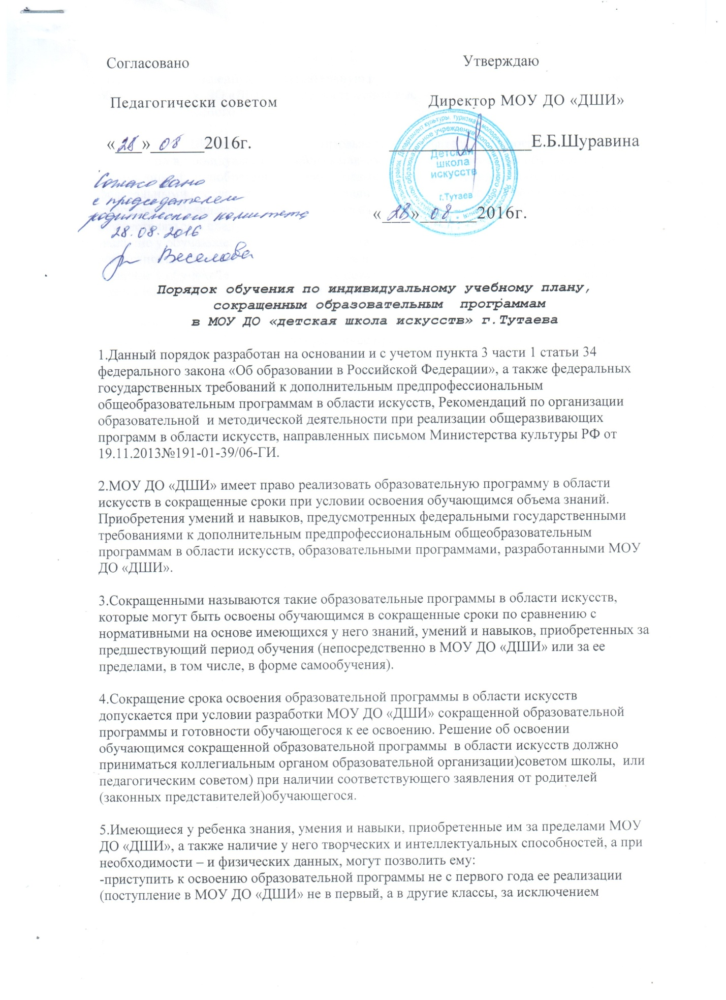 Согласовано
Утверждаю
Педагогически советом
Директор МОУ ДО «ДШИ»
«28» 08 2016г.
Е.Б.Шуравина
Детская
школа
искусств
г.Тутаев
Согласовано
с председателем
родительского комитета
28.08.2016
Веселова
«28» 08 2016г.
Порядок обучения по индивидуальному учебному плану,
сокращенным образовательным программам
в МОУ ДО «детская школа искусств» г.Тутаева
1.Данный порядок разработан на основании и с учетом пункта 3 части 1 статьи 34
федерального закона «Об образовании в Российской Федерации», а также федеральных
государственных требований к дополнительным предпрофессиональным
общеобразовательным программам в области искусств, Рекомендаций по организации
образовательной и методической деятельности при реализации общеразвивающих
программ в области искусств, направленных письмом Министерства культуры РФ от
19.11.2013№191-01-39/06-ГИ.
2.МОУ ДО «ДШИ» имеет право реализовать образовательную программу в области
искусств в сокращенные сроки при условии освоения обучающимся объема знаний.
Приобретения умений и навыков, предусмотренных федеральными государственными
требованиями к дополнительным предпрофессиональным общеобразовательным
программам в области искусств, образовательными программами, разработанными МОУ
ДО «ДШИ».
3.Сокращенными называются такие образовательные программы в области искусств,
которые могут быть освоены обучающимся в сокращенные сроки по сравнению с
нормативными на основе имеющихся у него знаний, умений и навыков, приобретенных за
предшествующий период обучения (непосредственно в МОУ ДО «ДШИ» или за ее
пределами, в том числе, в форме самообучения).
4.Сокращение срока освоения образовательной программы в области искусств
допускается при условии разработки МОУ ДО «ДШИ» сокращенной образовательной
программы и готовности обучающегося к ее освоению. Решение об освоении
обучающимся сокращенной образовательной программы в области искусств должно
приниматься коллегиальным органом образовательной организации)советом школы, или
педагогическим советом) при наличии соответствующего заявления от родителей
(законных представителей)обучающегося.
5.Имеющиеся у ребенка знания, умения и навыки, приобретенные им за пределами МОУ
ДО «ДШИ», а также наличие у него творческих и интеллектуальных способностей, а при
необходимости – и физических данных, могут позволить ему:
-приступить к освоению образовательной программы не с первого года ее реализации
(поступление в МОУ ДО «ДШИ» не в первый, а в другие классы, за исключением